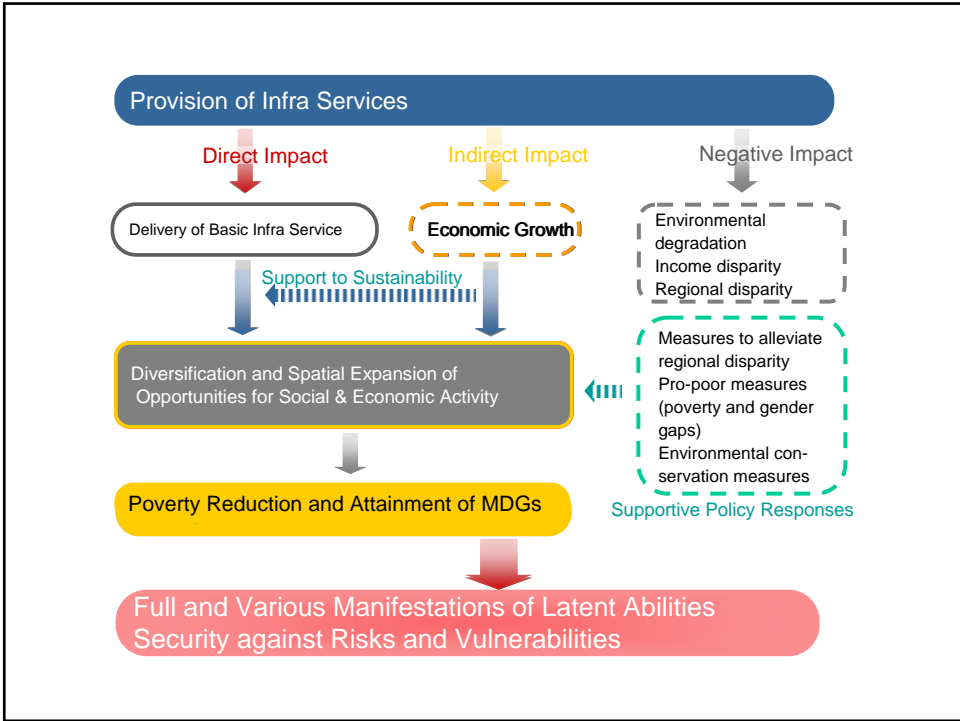 Provision of Infra Services
Direct Impact
Indirect Impact
Negative Impact
Delivery of Basic Infra Service
Economic Growth
Environmental
degradation
Income disparity
Regional disparity
Support to Sustainability
Diversification and Spatial Expansion of
Opportunities for Social & Economic Activity
Measures to alleviate
regional disparity
Pro-poor measures
(poverty and gender
gaps)
Environmental con-
servation measures
Supportive Policy Responses
Poverty Reduction and Attainment of MDGs
Full and Various Manifestations of Latent Abilities
Security against Risks and Vulnerabilities